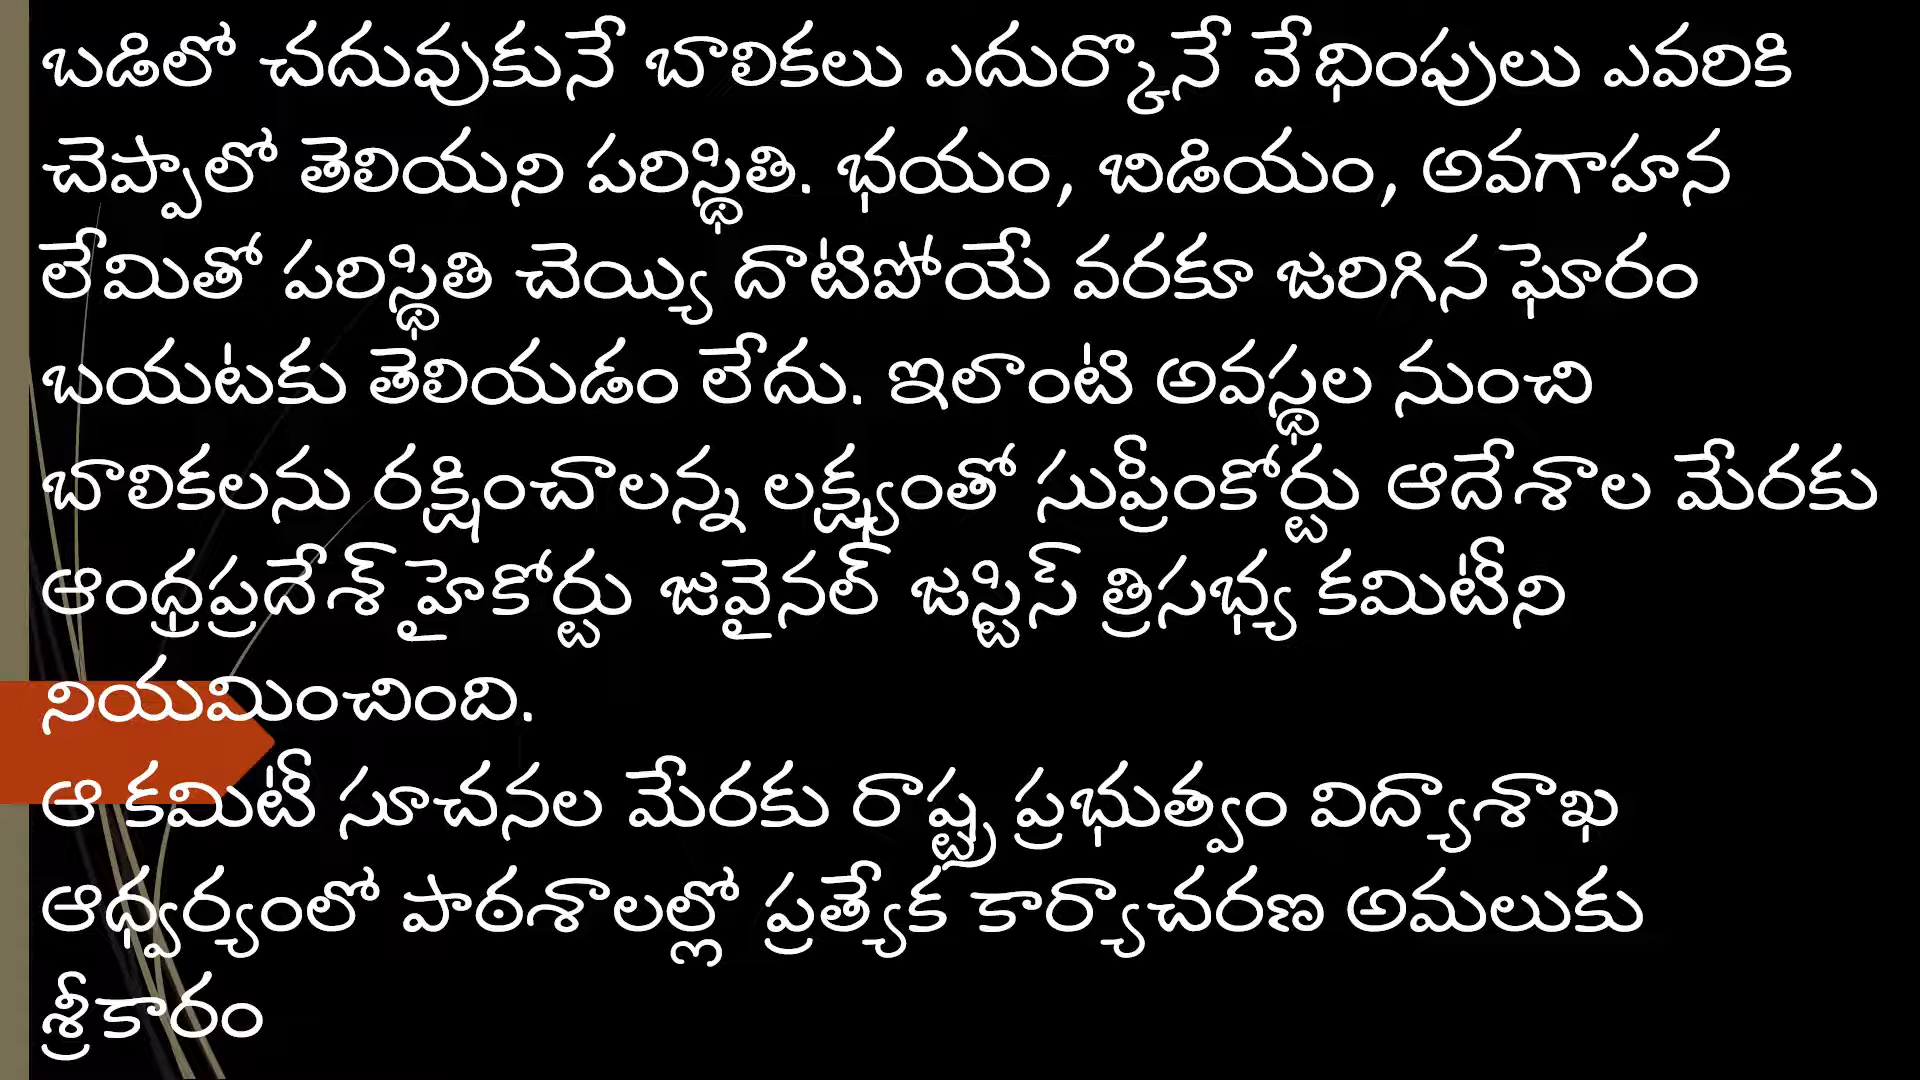 బడిలో చదువుకునే బాలికలు ఎదుర్కొనే వేధింపులు ఎవరికి
చెప్పాలో తెలియని పరిస్థితి. భయం, బిడియం, అవగాహన
లేమితో పరిస్థితి చెయ్యి దాటిపోయే వరకూ జరిగిన ఘోరం
బయటకు తెలియడం లేదు. ఇలాంటి అవస్థల నుంచి
బాలికలను రక్షించాలన్న లక్ష్యంతో సుప్రీంకోర్టు ఆదేశాల మేరకు
ఆంధ్రప్రదేశ్ హైకోర్టు జువైనల్ జస్టిస్ త్రిసభ్య కమిటీని
నియమించింది.
ఆ కమిటీ సూచనల మేరకు రాష్ట్ర ప్రభుత్వం విద్యాశాఖ
ఆధ్వర్యంలో పాఠశాలల్లో ప్రత్యేక కార్యాచరణ అమలుకు
శ్రీకారం